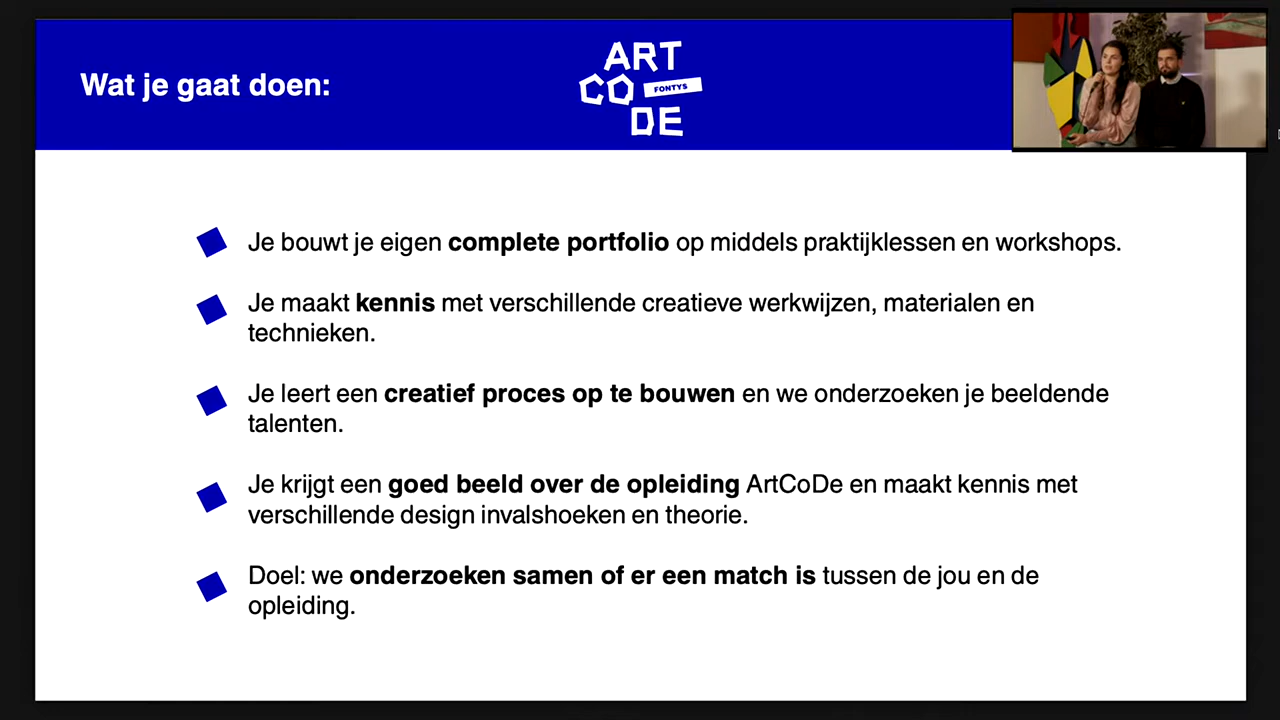 Wat je gaat doen:
ART
CO
FONTYS
DE
Je bouwt je eigen complete portfolio op middels praktijklessen en workshops.
Je maakt kennis met verschillende creatieve werkwijzen, materialen en
technieken.
Je leert een creatief proces op te bouwen en we onderzoeken je beeldende
talenten.
Je krijgt een goed beeld over de opleiding ArtCoDe en maakt kennis met
verschillende design invalshoeken en theorie.
Doel: we onderzoeken samen of er een match is tussen de jou en de
opleiding.